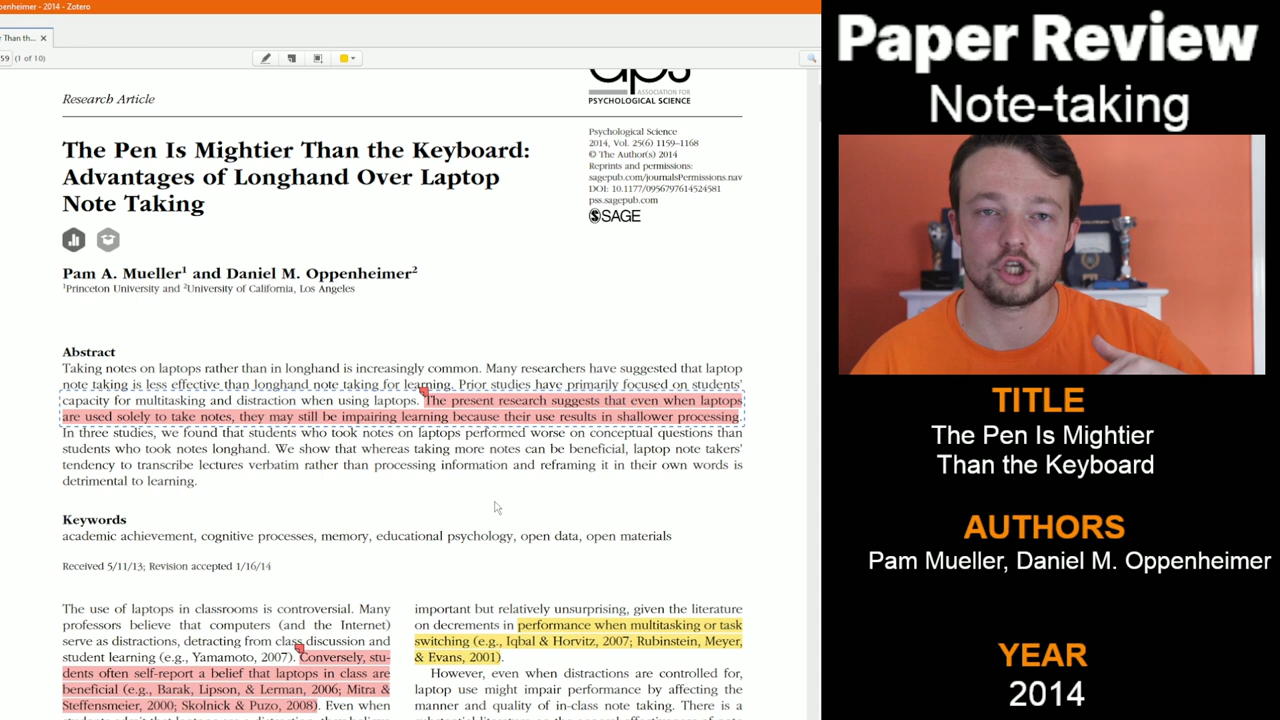 penheimer - 2014 - Zotero
r Than th...
59 (1 of 10)
Research Article
aps
ASSOCIATION FOR
PSYCHOLOGICAL SCIENCE
The Pen Is Mightier Than the Keyboard:
Advantages of Longhand Over Laptop
Note Taking
Psychological Science
2014, Vol. 25(6) 1159–1168
© The Author(s) 2014
Reprints and permissions:
sagepub.com/journalsPermissions.nav
DOI: 10.1177/0956797614524581
pss.sagepub.com
SAGE
Pam A. Mueller1 and Daniel M. Oppenheimer2
1Princeton University and 2University of California, Los Angeles
Abstract
Taking notes on laptops rather than in longhand is increasingly common. Many researchers have suggested that laptop
note taking is less effective than longhand note taking for learning. Prior studies have primarily focused on students'
capacity for multitasking and distraction when using laptops. The present research suggests that even when laptops
are used solely to take notes, they may still be impairing learning because their use results in shallower processing.
In three studies, we found that students who took notes on laptops performed worse on conceptual questions than
students who took notes longhand. We show that whereas taking more notes can be beneficial, laptop note takers'
tendency to transcribe lectures verbatim rather than processing information and reframing it in their own words is
detrimental to learning.
Keywords
academic achievement, cognitive processes, memory, educational psychology, open data, open materials
Received 5/11/13; Revision accepted 1/16/14
The use of laptops in classrooms is controversial. Many
professors believe that computers (and the Internet)
serve as distractions, detracting from class discussion and
student learning (e.g., Yamamoto, 2007). Conversely, stu-
dents often self-report a belief that laptops in class are
beneficial (e.g., Barak, Lipson, & Lerman, 2006; Mitra &
Steffensmeier, 2000; Skolnick & Puzo, 2008). Even when
important but relatively unsurprising, given the literature
on decrements in performance when multitasking or task
switching (e.g., Iqbal & Horvitz, 2007; Rubinstein, Meyer,
& Evans, 2001).
However, even when distractions are controlled for,
laptop use might impair performance by affecting the
manner and quality of in-class note taking. There is a
Paper Review
Note-taking
TITLE
The Pen Is Mightier
Than the Keyboard
AUTHORS
Pam Mueller, Daniel M. Oppenheimer
YEAR
2014